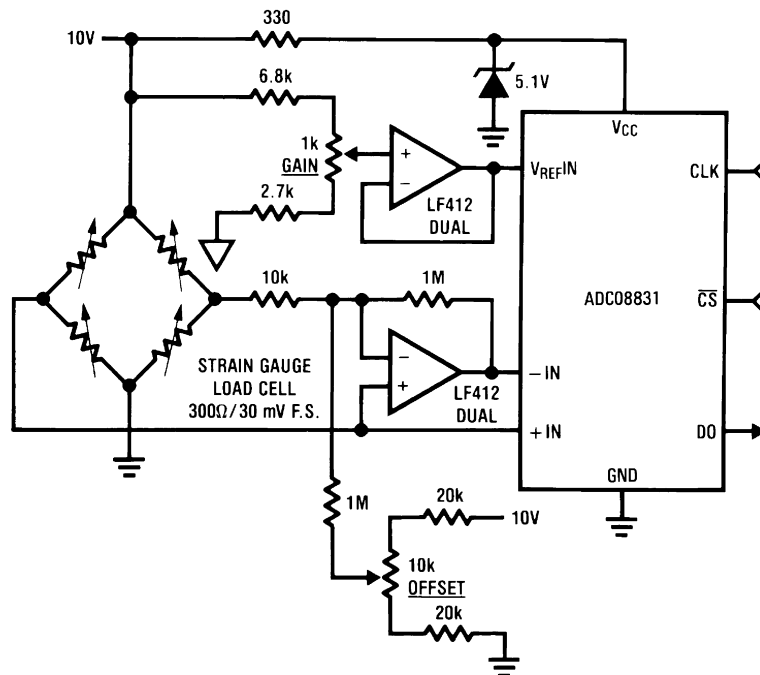 10V
330
5.1V
6.8k
1k
GAIN
2.7k
+
−
LF412
DUAL
VCC
VREFIN
CLK
ADC08831
CS
10k
1M
−
+
LF412
DUAL
−IN
+IN
DO
GND
STRAIN GAUGE
LOAD CELL
300Ω/30 mV F.S.
1M
20k
10V
10k
OFFSET
20k